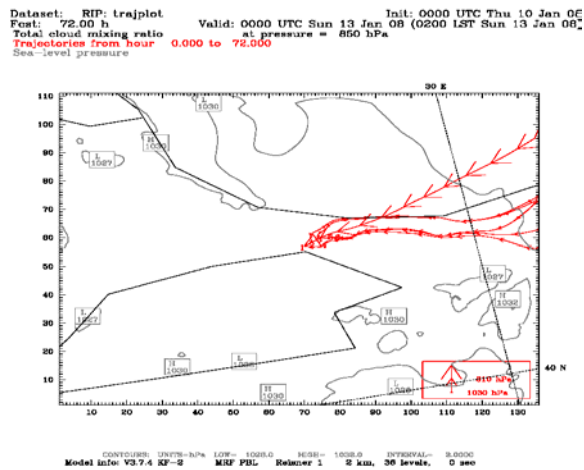 Dataset: RIP: trajplot Init: 0000 UTC Thu 10 Jan 08
Fcst: 72.00 h Valid: 0000 UTC Sun 13 Jan 08 (0200 LST Sun 13 Jan 08)
Total cloud mixing ratio at pressure = 850 hPa
Trajectories from hour 0.000 to 72.000
Sea-level pressure
30 E
110
100
90
80
70
60
50
40
30
20
10
L
1030
H
1030
L
1027
L
1027
H
1032
L
1027
H
1030
H
1030
L
H
1030
L
40 N
810 hPa
1030 hPa
10 20 30 40 50 60 70 80 90 100 110 120 130
CONTOURS: UNITS=hPa LOW= 1028.0 HIGH= 1032.0 INTERVAL= 2.0000
Model info: V3.7.4 KF-2 MRF PBL Reisner 1 2 km, 36 levels, 0 sec